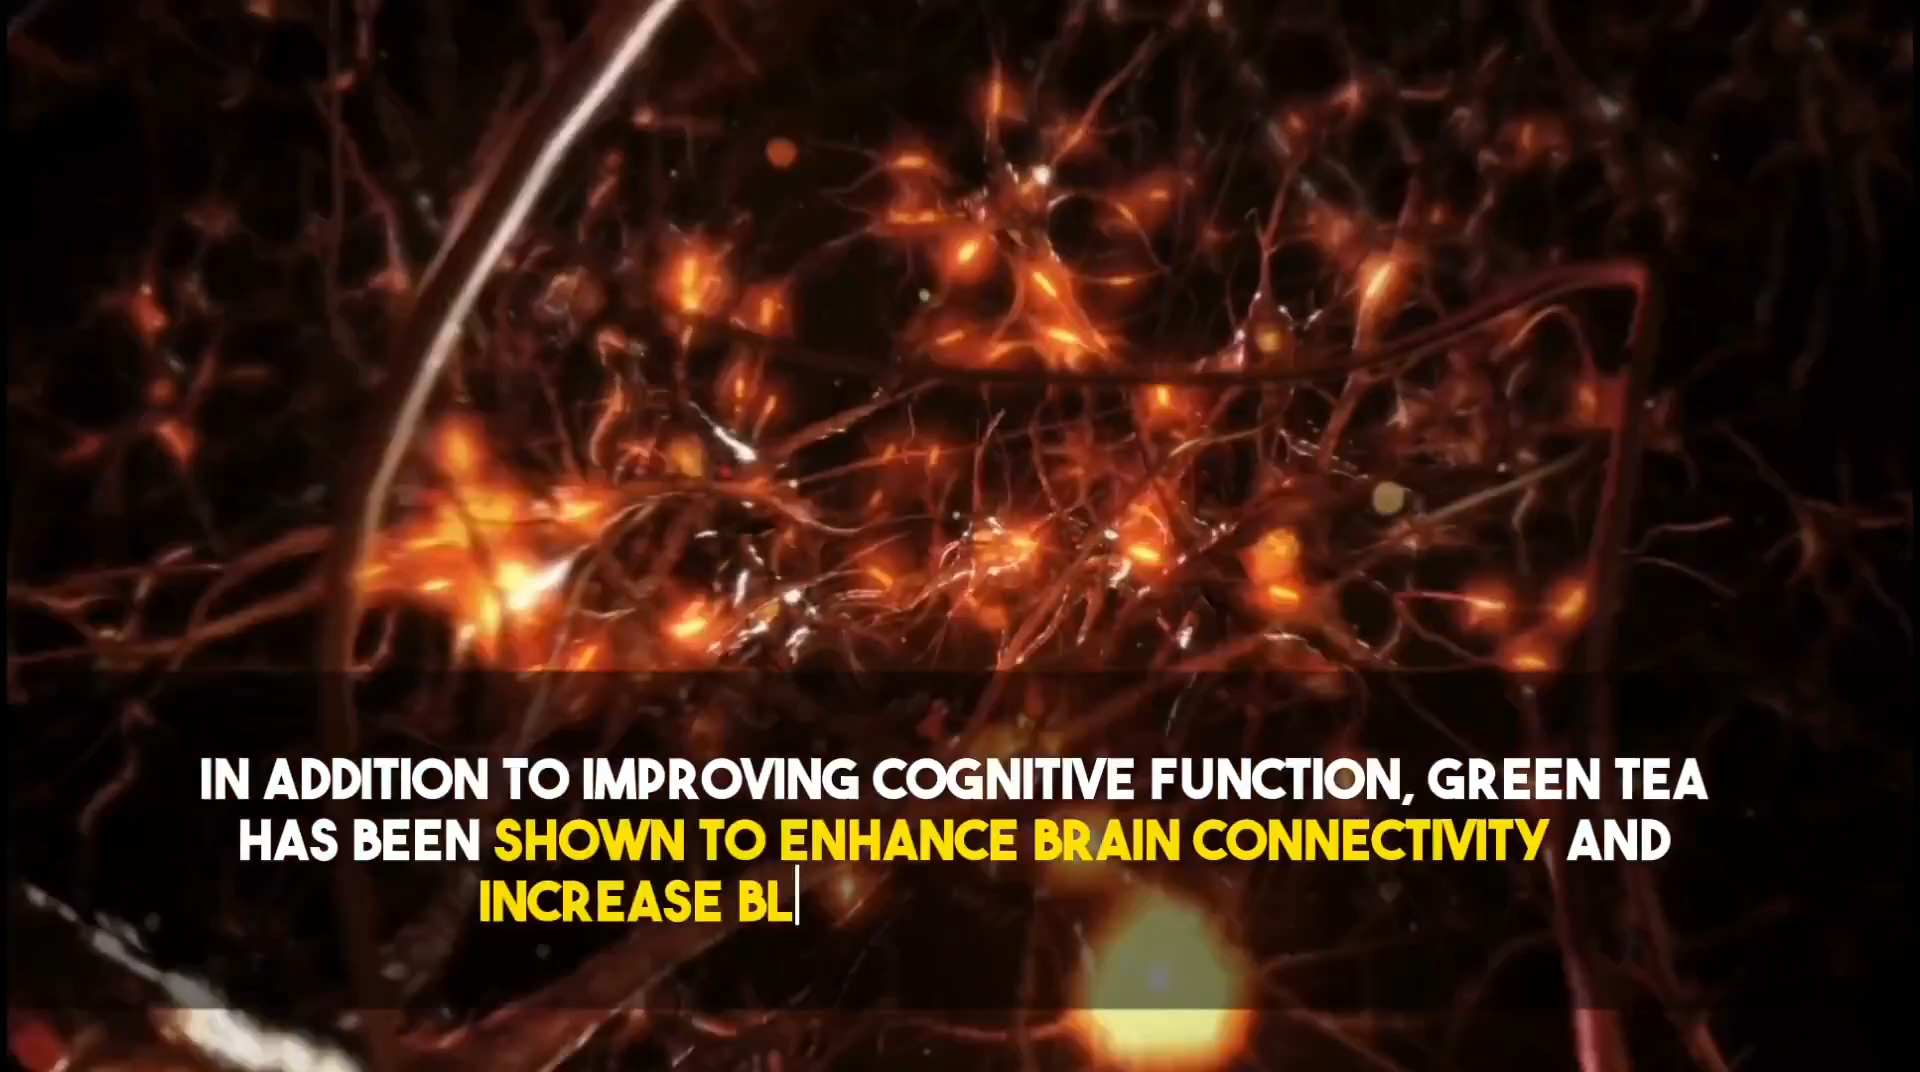 IN ADDITION TO IMPROVING COGNITIVE FUNCTION, GREEN TEA
HAS BEEN SHOWN TO ENHANCE BRAIN CONNECTIVITY AND
INCREASE BL